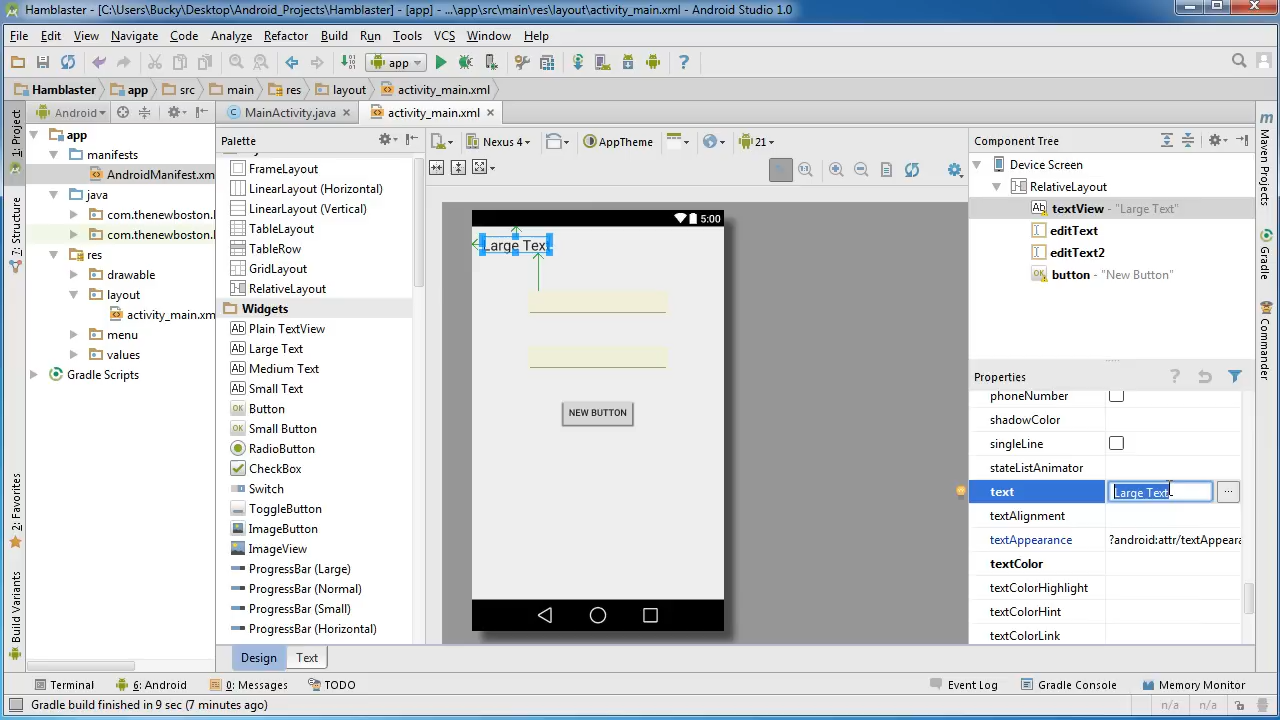 Hamblaster - [C:\Users\Bucky\Desktop\Android_Projects\Hamblaster] - [app] - ...\app\src\main\res\layout\activity_main.xml - Android Studio 1.0
File Edit View Navigate Code Analyze Refactor Build Run Tools VCS Window Help
app
Hamblaster app src main res layout activity_main.xml
1: Project
7: Structure
2: Favorites
Build Variants
Android
app
manifests
AndroidManifest.xm
java
com.thenewboston.
com.thenewboston.
res
drawable
layout
activity_main.xm
menu
values
Gradle Scripts
MainActivity.java
activity_main.xml
Palette
FrameLayout
LinearLayout (Horizontal)
LinearLayout (Vertical)
TableLayout
TableRow
GridLayout
RelativeLayout
Widgets
Ab Plain TextView
Ab Large Text
Ab Medium Text
Ab Small Text
OK Button
OK Small Button
RadioButton
CheckBox
Switch
ToggleButton
ImageButton
ImageView
ProgressBar (Large)
ProgressBar (Normal)
ProgressBar (Small)
ProgressBar (Horizontal)
Nexus 4
AppTheme
21
5:00
Large Text
NEW BUTTON
Design Text
Component Tree
Device Screen
RelativeLayout
Ab textView - "Large Text"
editText
editText2
OK button - "New Button"
Properties
phoneNumber
shadowColor
singleLine
stateListAnimator
text Large Text ...
textAlignment
textAppearance ?android:attr/textAppeara
textColor
textColorHighlight
textColorHint
textColorLink
m Maven Projects
Gradle
Commander
Terminal 6: Android 0: Messages TODO Event Log Gradle Console Memory Monitor
Gradle build finished in 9 sec (7 minutes ago) n/a n/a